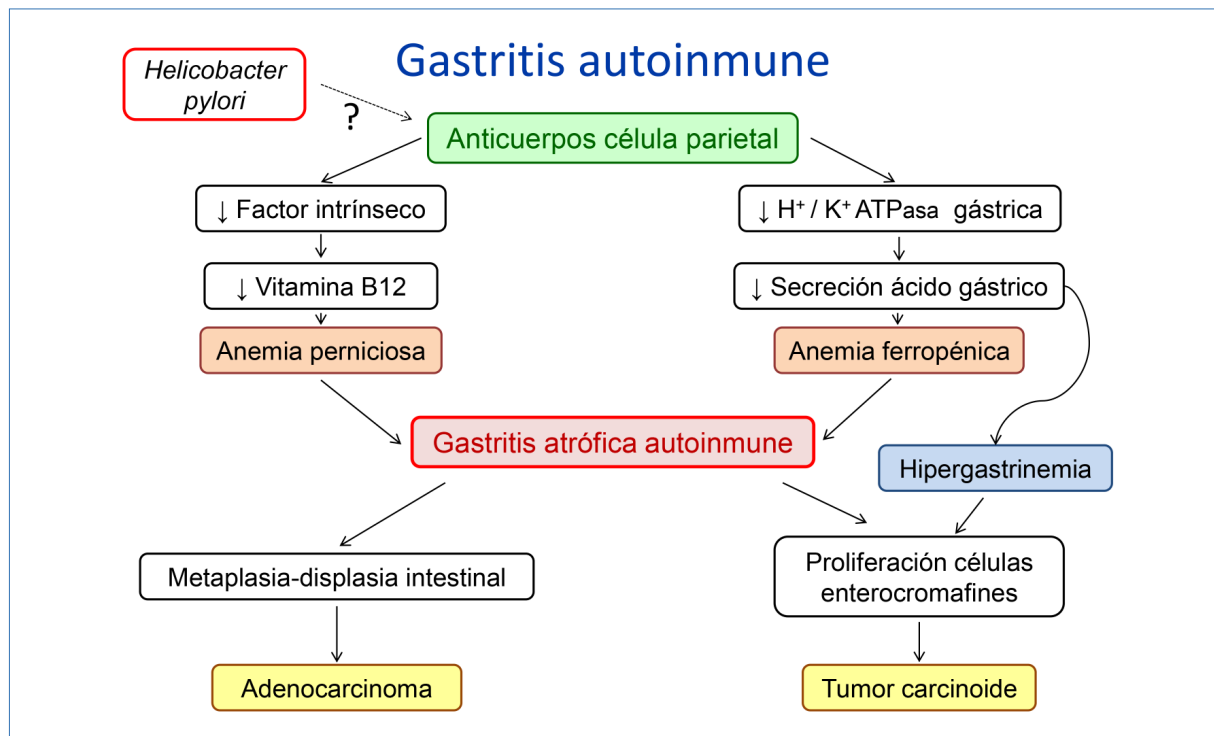 Gastritis autoinmune
Helicobacter
pylori
?
Anticuerpos célula parietal
↓ Factor intrínseco
↓ H⁺ / K⁺ ATPasa gástrica
↓ Vitamina B12
↓ Secreción ácido gástrico
Anemia perniciosa
Anemia ferropénica
Gastritis atrófica autoinmune
Hipergastrinemia
Metaplasia-displasia intestinal
Proliferación células
enterocromafines
Adenocarcinoma
Tumor carcinoide